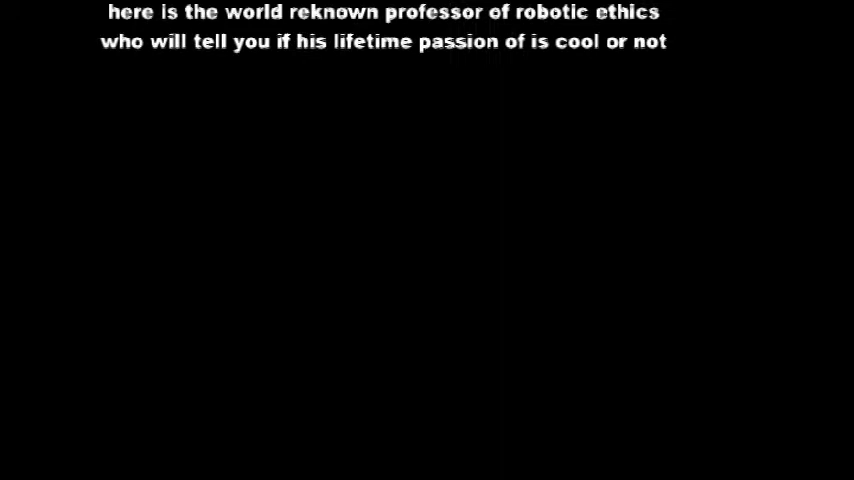 here is the world reknown professor of robotic ethics
who will tell you if his lifetime passion of is cool or not